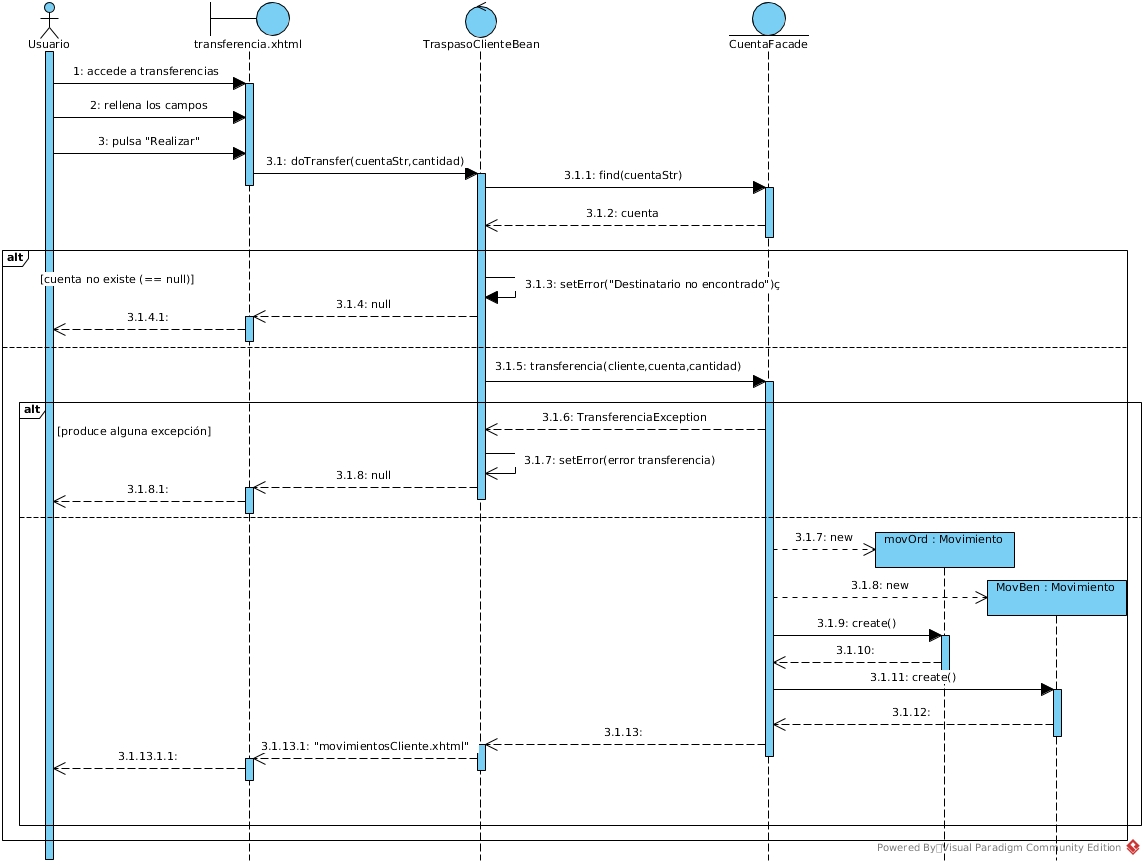 Usuario
transferencia.xhtml
TraspasoClienteBean
CuentaFacade
1: accede a transferencias
2: rellena los campos
3: pulsa "Realizar"
3.1: doTransfer(cuentaStr,cantidad)
3.1.1: find(cuentaStr)
3.1.2: cuenta
alt
[cuenta no existe (== null)]
3.1.3: setError("Destinatario no encontrado")ç
3.1.4: null
3.1.4.1:
3.1.5: transferencia(cliente,cuenta,cantidad)
alt
3.1.6: TransferenciaException
[produce alguna excepción]
3.1.7: setError(error transferencia)
3.1.8: null
3.1.8.1:
3.1.7: new
movOrd : Movimiento
3.1.8: new
MovBen : Movimiento
3.1.9: create()
3.1.10:
3.1.11: create()
3.1.12:
3.1.13:
3.1.13.1: "movimientosCliente.xhtml"
3.1.13.1.1:
Powered By Visual Paradigm Community Edition